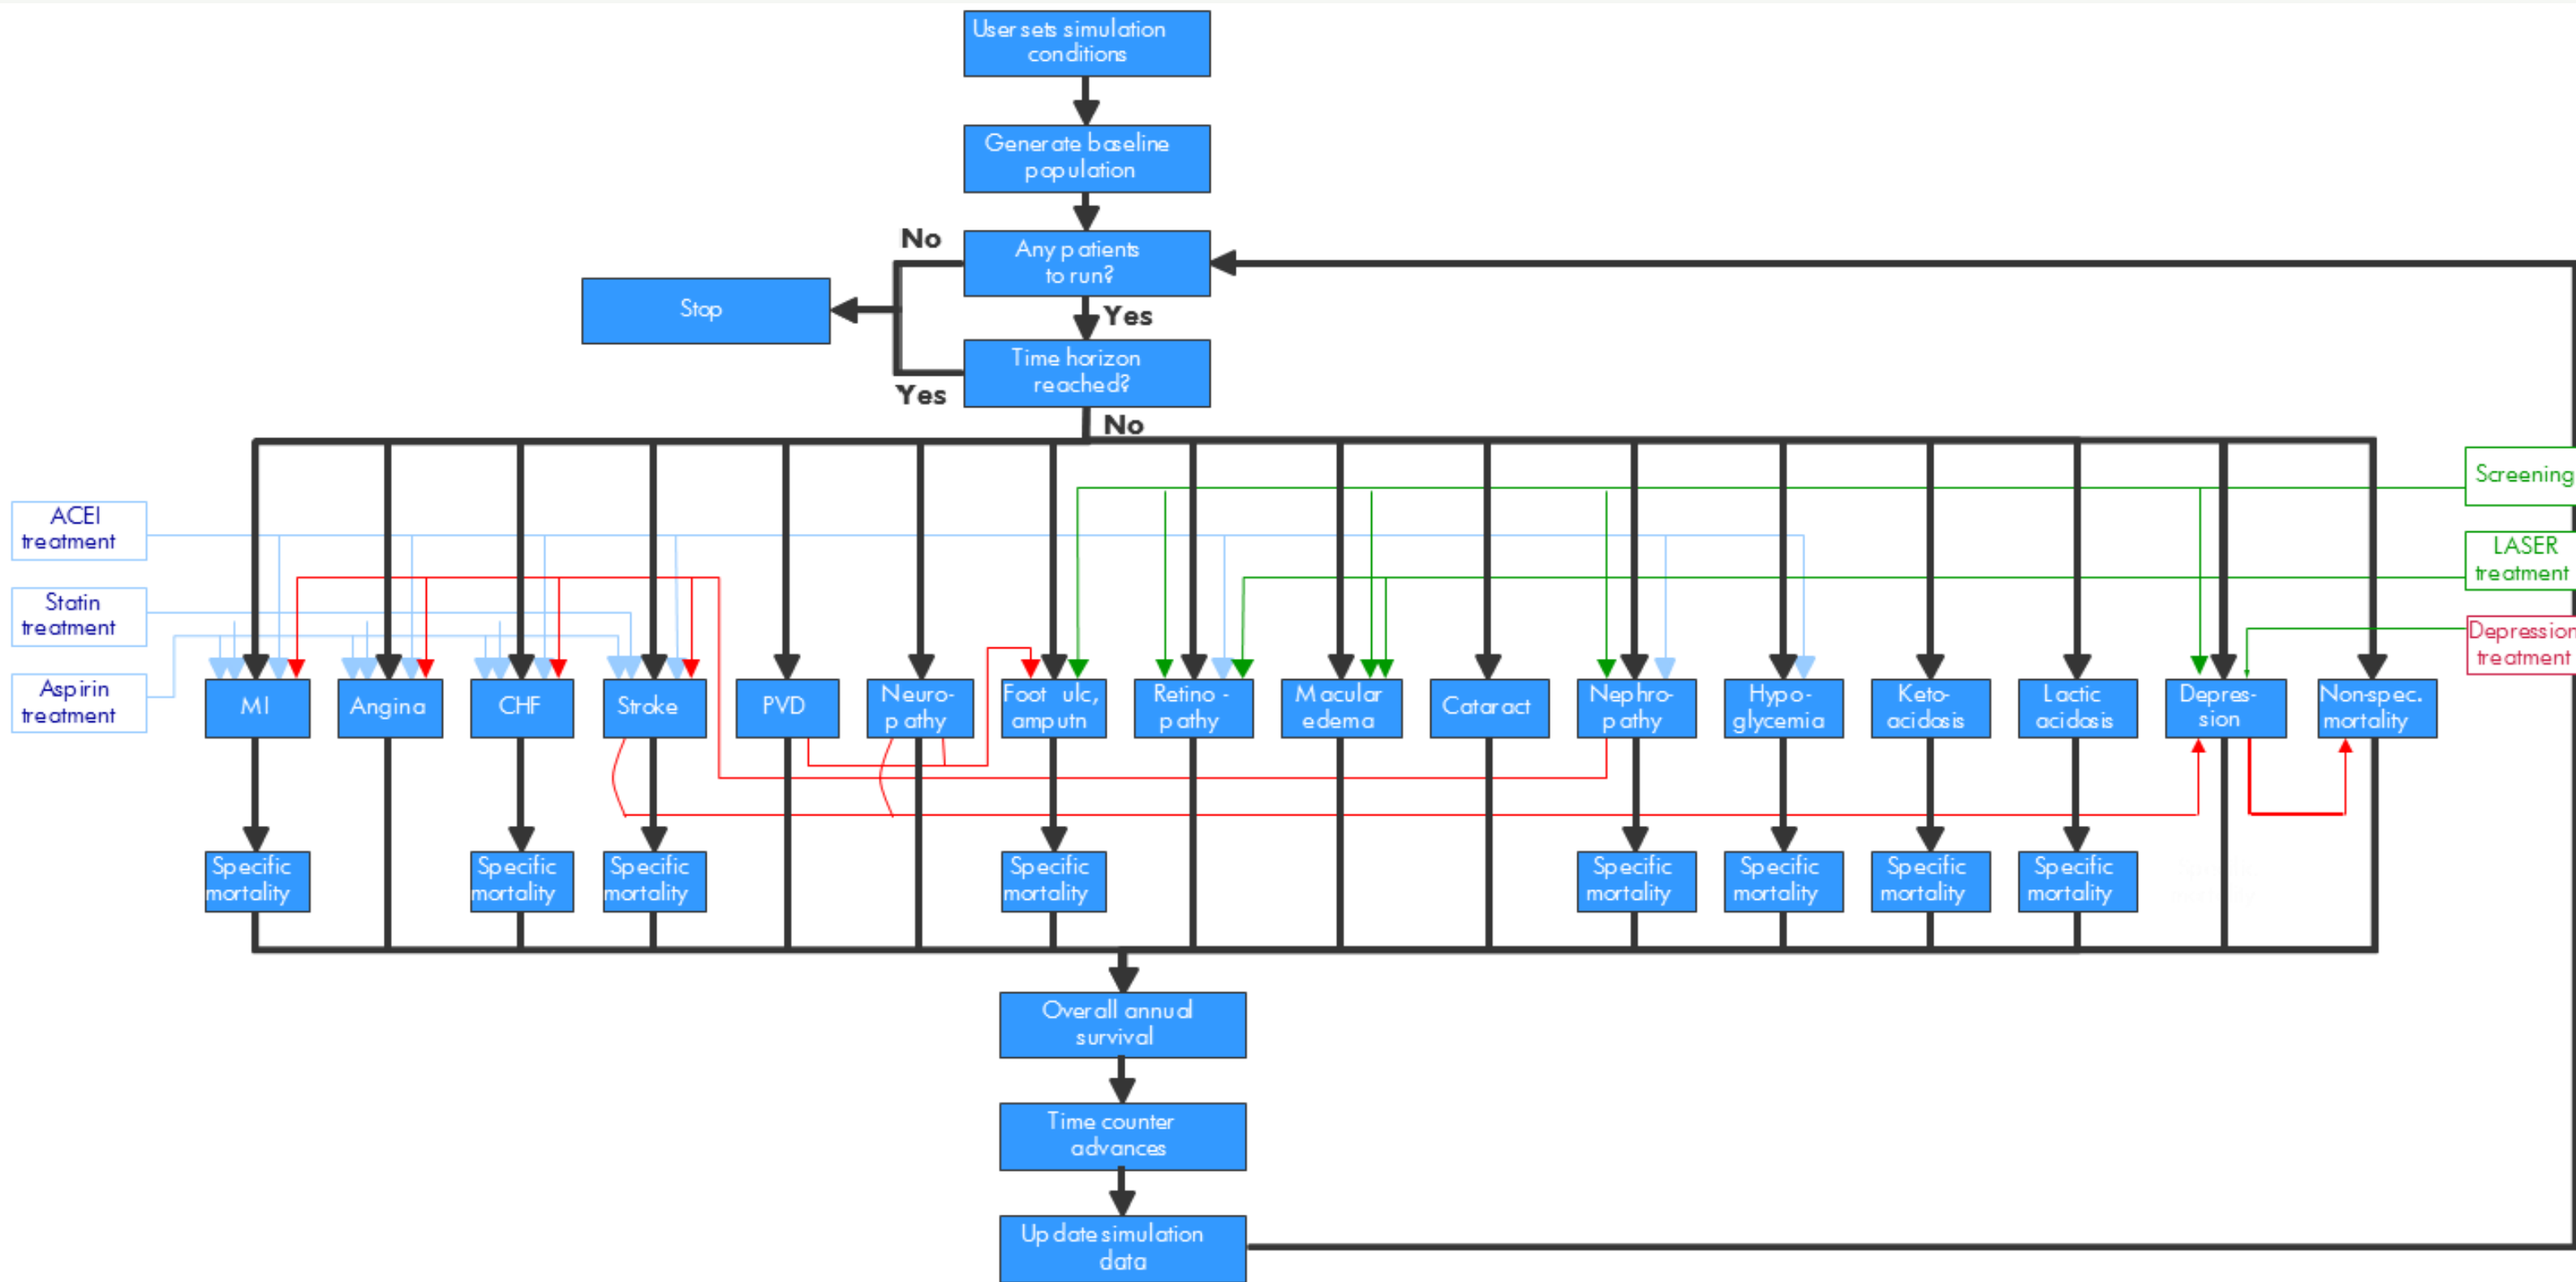 User sets simulation
conditions
Generate baseline
population
No
Any patients
to run?
Stop
Yes
Time horizon
reached?
Yes
No
Screening
ACEI
treatment
LASER
treatment
Statin
treatment
Depression
treatment
Aspirin
treatment
MI
Angina
CHF
Stroke
PVD
Neuro-
pathy
Foot ulc,
amputn
Retino -
pathy
Macular
edema
Cataract
Nephro-
pathy
Hypo-
glycemia
Keto-
acidosis
Lactic
acidosis
Depres-
sion
Non-spec.
mortality
Specific
mortality
Specific
mortality
Specific
mortality
Specific
mortality
Specific
mortality
Specific
mortality
Specific
mortality
Specific
mortality
Overall annual
survival
Time counter
advances
Up date simulation
data